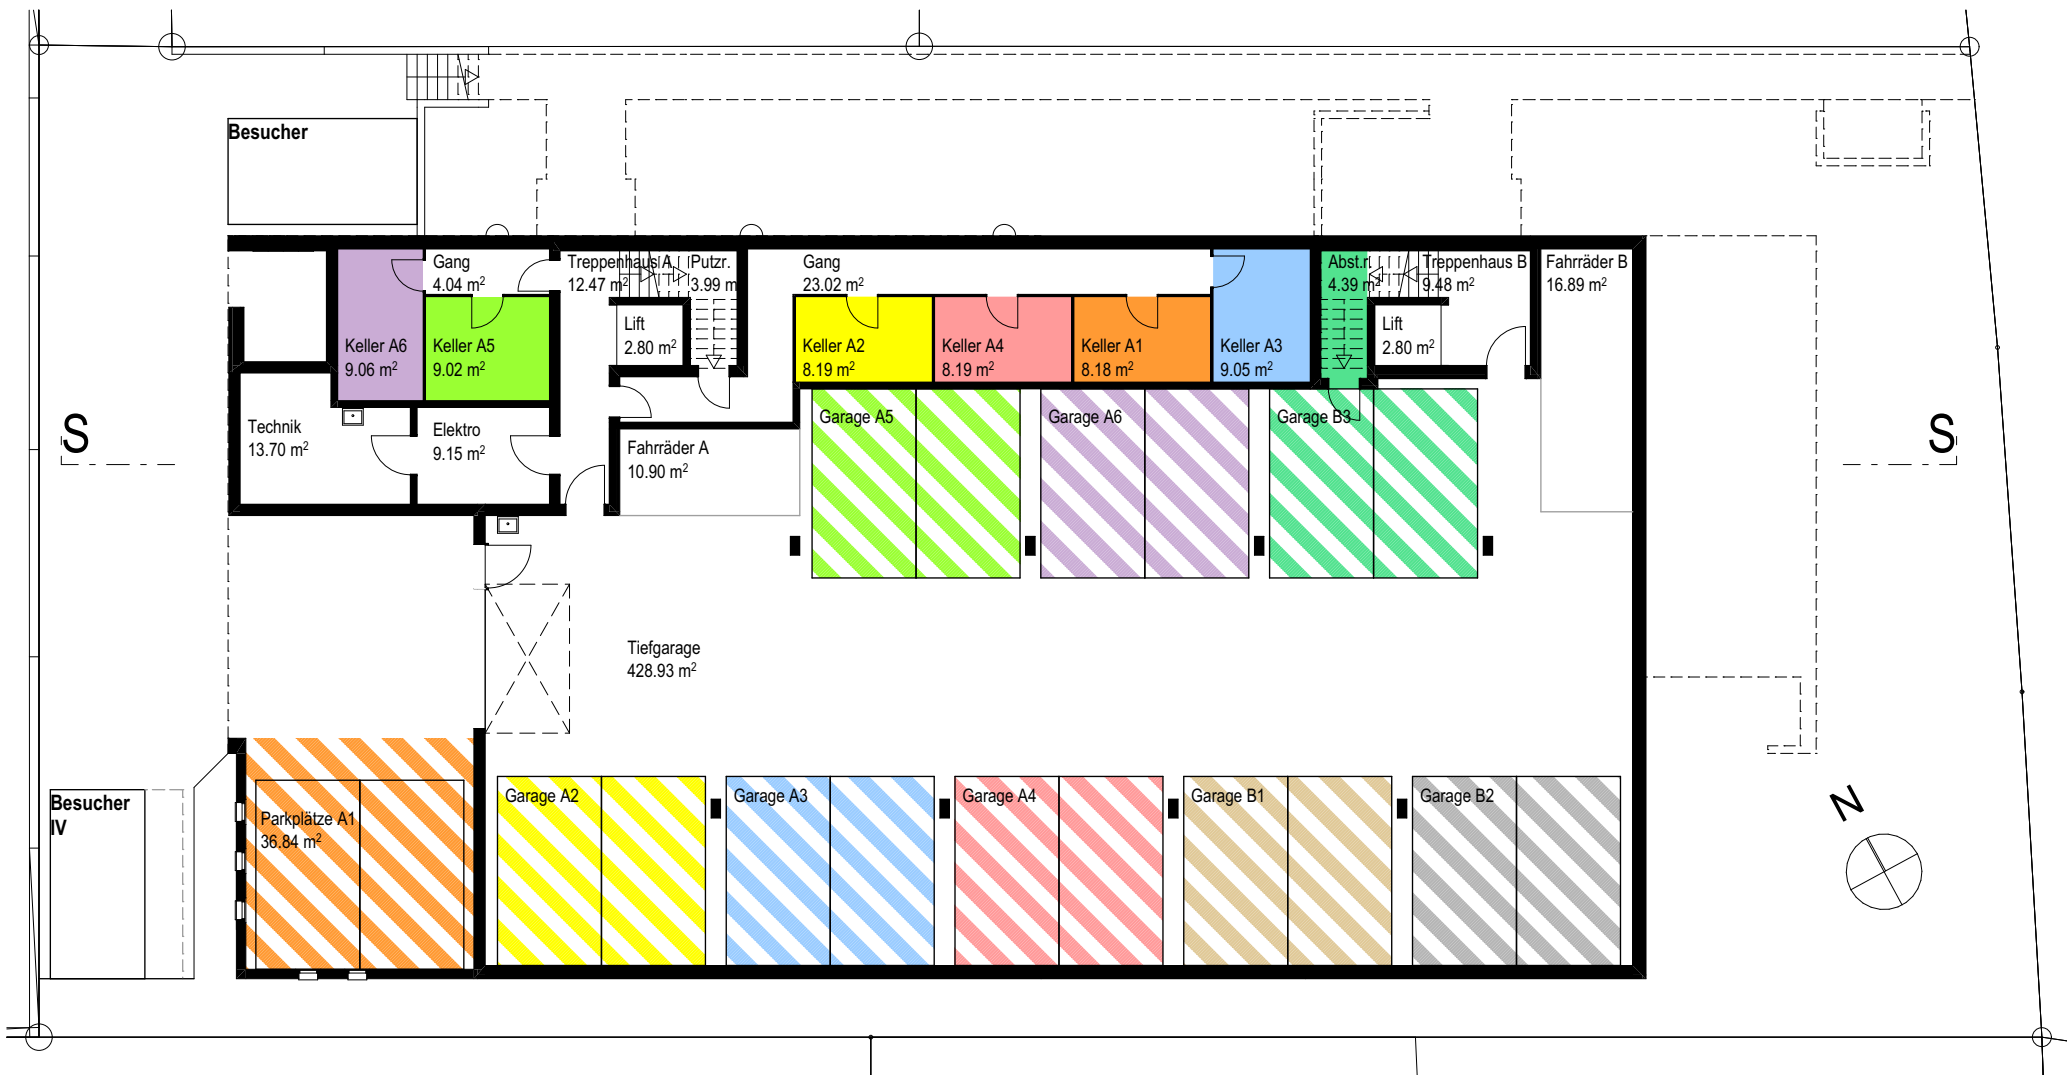 Besucher
Gang
4.04 m²
Treppenhaus A
12.47 m²
Putzr.
3.99 m
Gang
23.02 m²
Abst.r.
4.39 m²
Treppenhaus B
9.48 m²
Fahrräder B
16.89 m²
Lift
2.80 m²
Lift
2.80 m²
Keller A6
9.06 m²
Keller A5
9.02 m²
Keller A2
8.19 m²
Keller A4
8.19 m²
Keller A1
8.18 m²
Keller A3
9.05 m²
S
Technik
13.70 m²
Elektro
9.15 m²
Fahrräder A
10.90 m²
Garage A5
Garage A6
Garage B3
S
Tiefgarage
428.93 m²
Besucher
IV
Parkplätze A1
36.84 m²
Garage A2
Garage A3
Garage A4
Garage B1
Garage B2
N